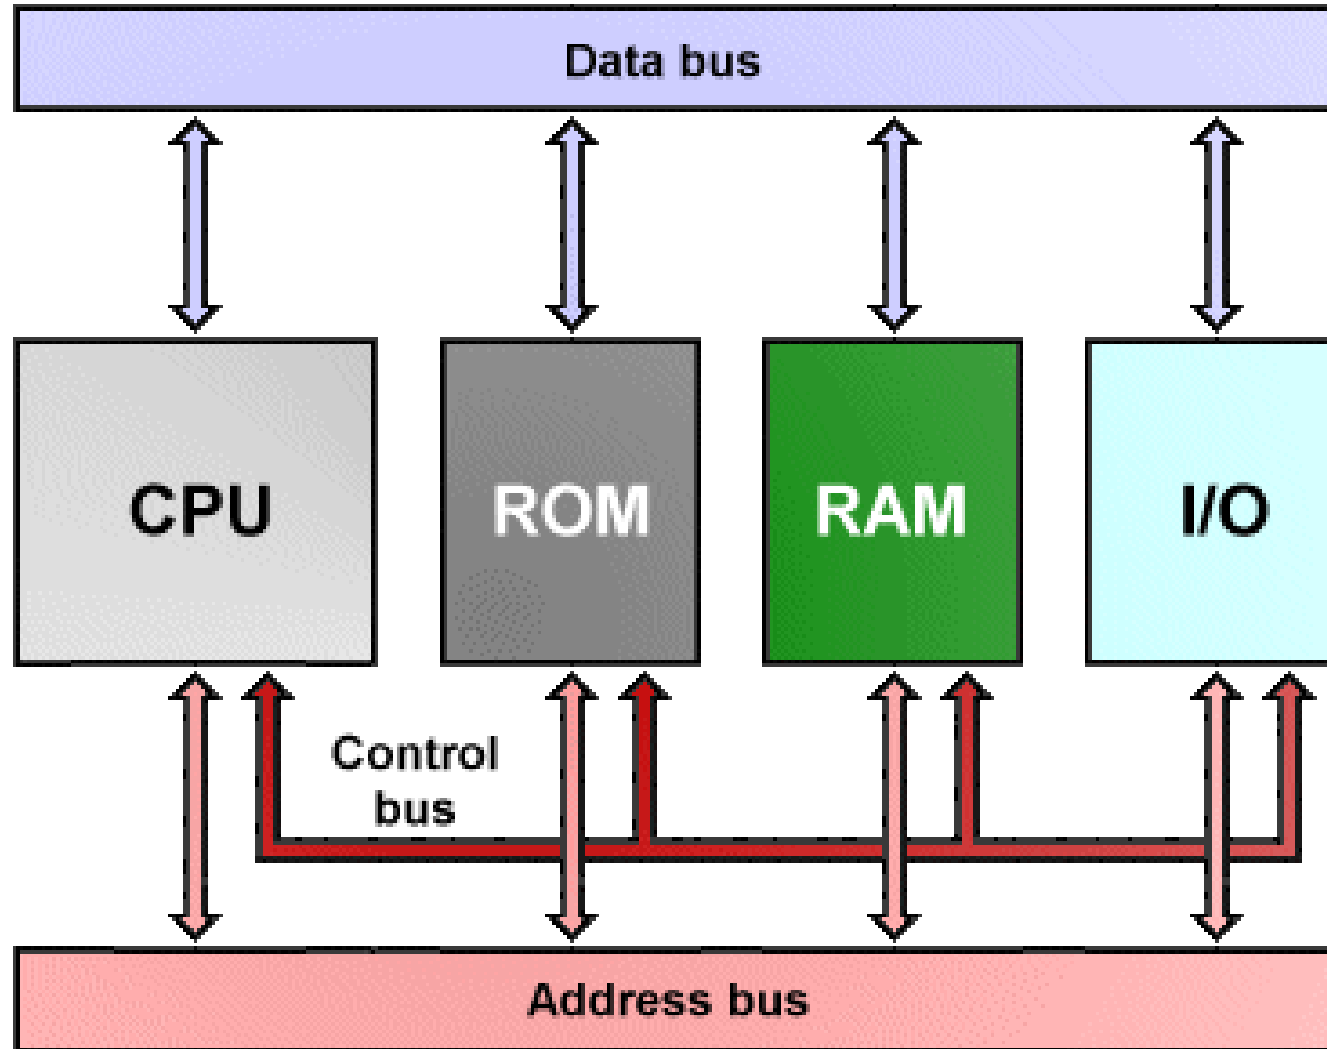 Data bus
CPU
ROM
RAM
I/O
Control
bus
Address bus